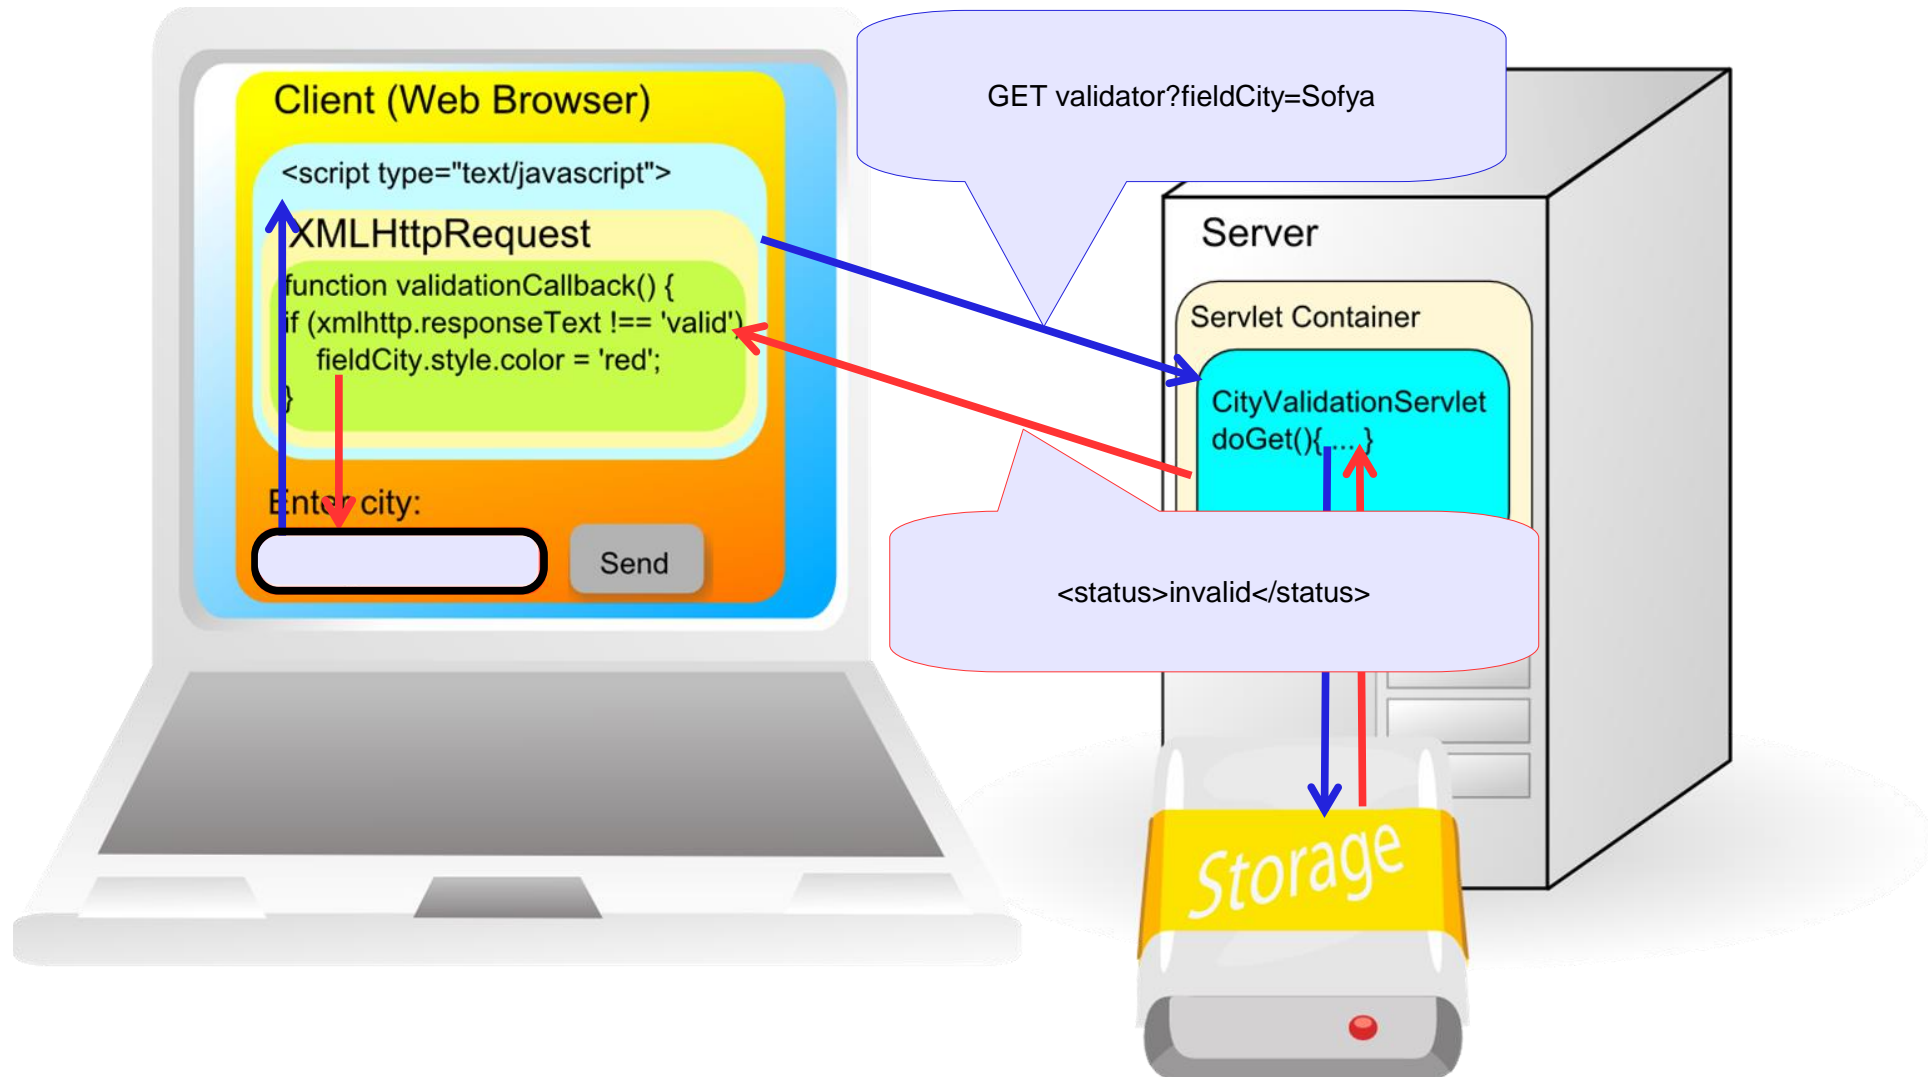 Client (Web Browser)
<script type="text/javascript">
XMLHttpRequest
function validationCallback() {
if (xmlhttp.responseText !== 'valid')
fieldCity.style.color = 'red';
}
Enter city:
Send
GET validator?fieldCity=Sofya
Server
Servlet Container
CityValidationServlet
doGet(){ ... }
<status>invalid</status>
Storage